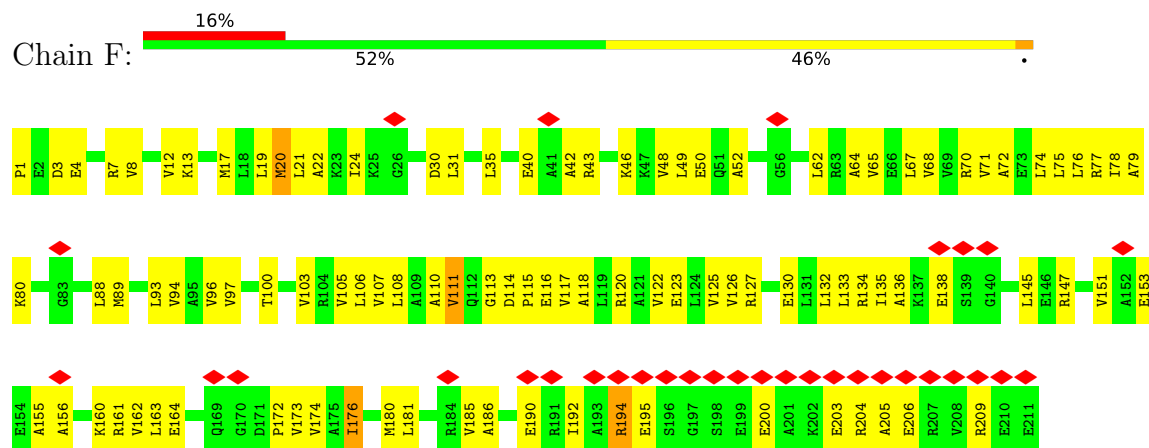 16%
Chain F:
52% 46% •
P1 E2 D3 E4 R7 V8 V12 K13 M17 L18 L19 M20 L21 A22 K23 I24 K25 G26 D30 L31 L35 E40 A41 A42 R43 K46 K47 V48 L49 E50 Q51 A52 G56 L62 R63 A64 V65 E66 L67 V68 V69 R70 V71 A72 E73 L74 L75 L76 R77 I78 A79
K80 G83 L88 M89 L93 V94 A95 V96 V97 T100 V103 R104 V105 L106 V107 L108 A109 A110 V111 Q112 G113 D114 P115 E116 V117 A118 L119 R120 A121 V122 E123 L124 V125 V126 R127 E130 L131 L132 L133 R134 I135 A136 K137 E138 S139 G140 L145 E146 R147 V151 A152 E153
E154 A155 A156 K160 R161 V162 L163 E164 Q169 G170 D171 P172 V173 V174 A175 I176 M180 L181 R184 V185 A186 E190 R191 I192 A193 R194 E195 S196 G197 S198 E199 E200 A201 K202 E203 R204 A205 E206 R207 V208 R209 E210 E211